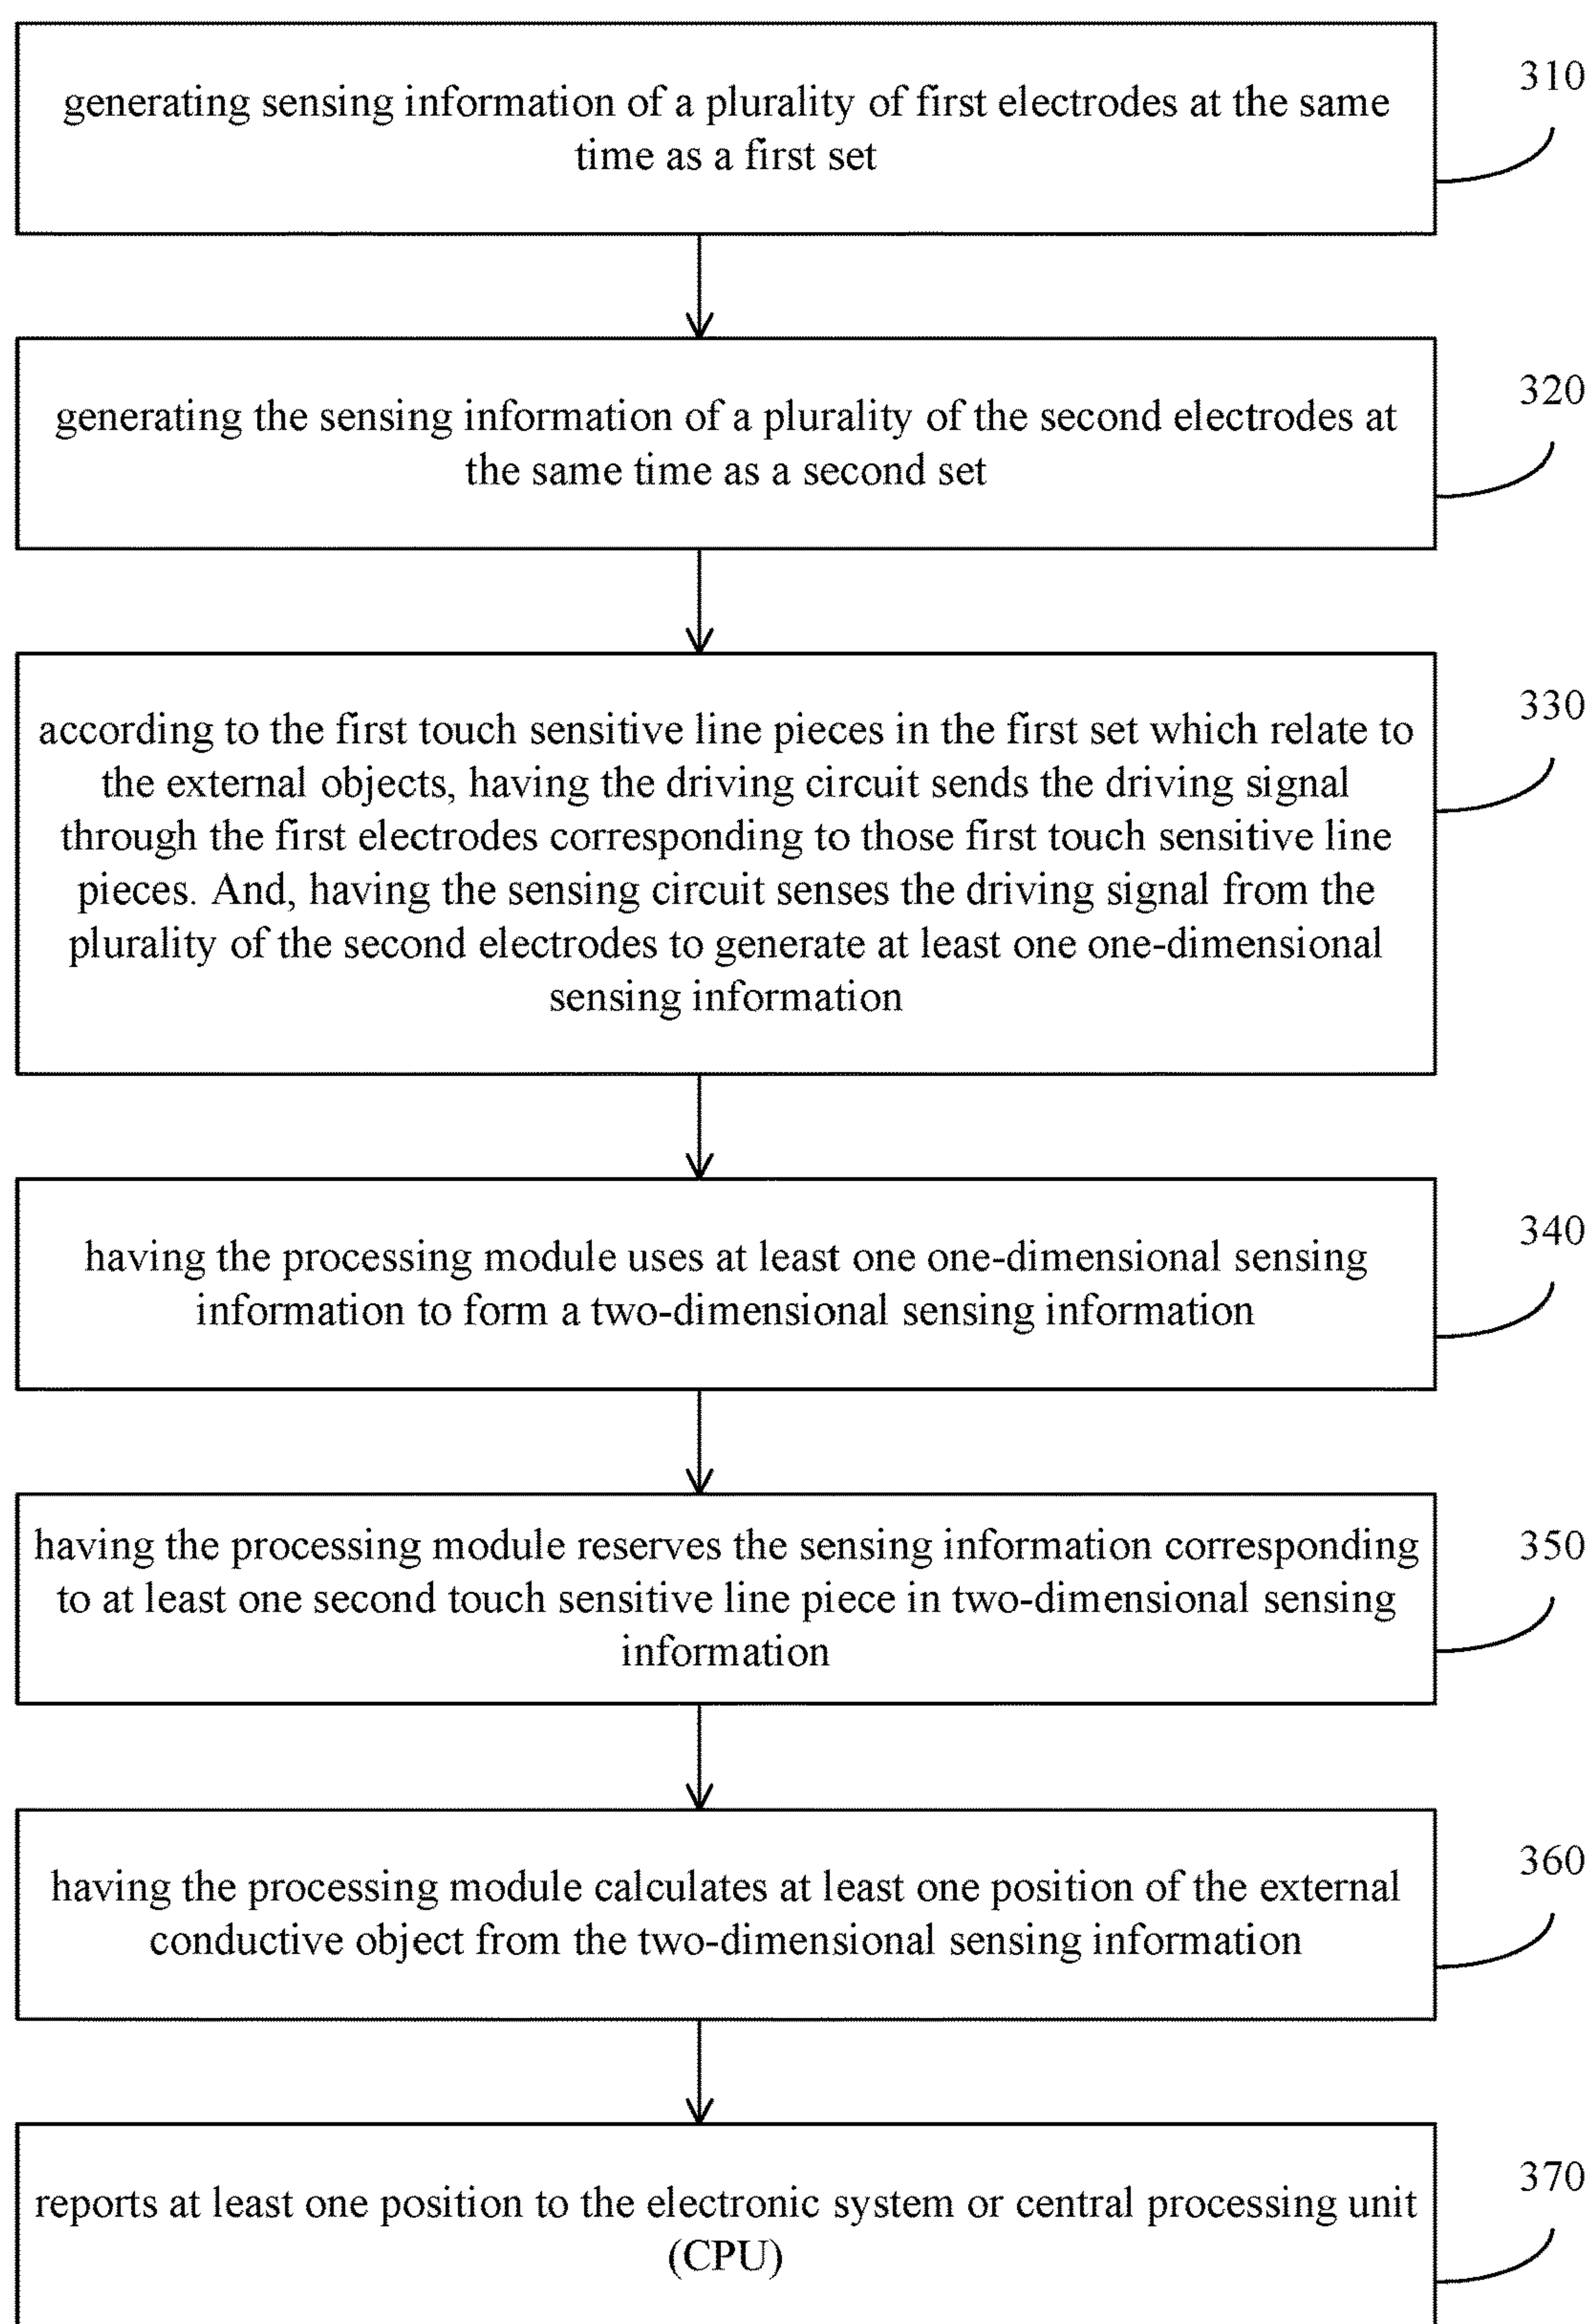 generating sensing information of a plurality of first electrodes at the same
time as a first set
310
generating the sensing information of a plurality of the second electrodes at
the same time as a second set
320
according to the first touch sensitive line pieces in the first set which relate to
the external objects, having the driving circuit sends the driving signal
through the first electrodes corresponding to those first touch sensitive line
pieces. And, having the sensing circuit senses the driving signal from the
plurality of the second electrodes to generate at least one one-dimensional
sensing information
330
having the processing module uses at least one one-dimensional sensing
information to form a two-dimensional sensing information
340
having the processing module reserves the sensing information corresponding
to at least one second touch sensitive line piece in two-dimensional sensing
information
350
having the processing module calculates at least one position of the external
conductive object from the two-dimensional sensing information
360
reports at least one position to the electronic system or central processing unit
(CPU)
370